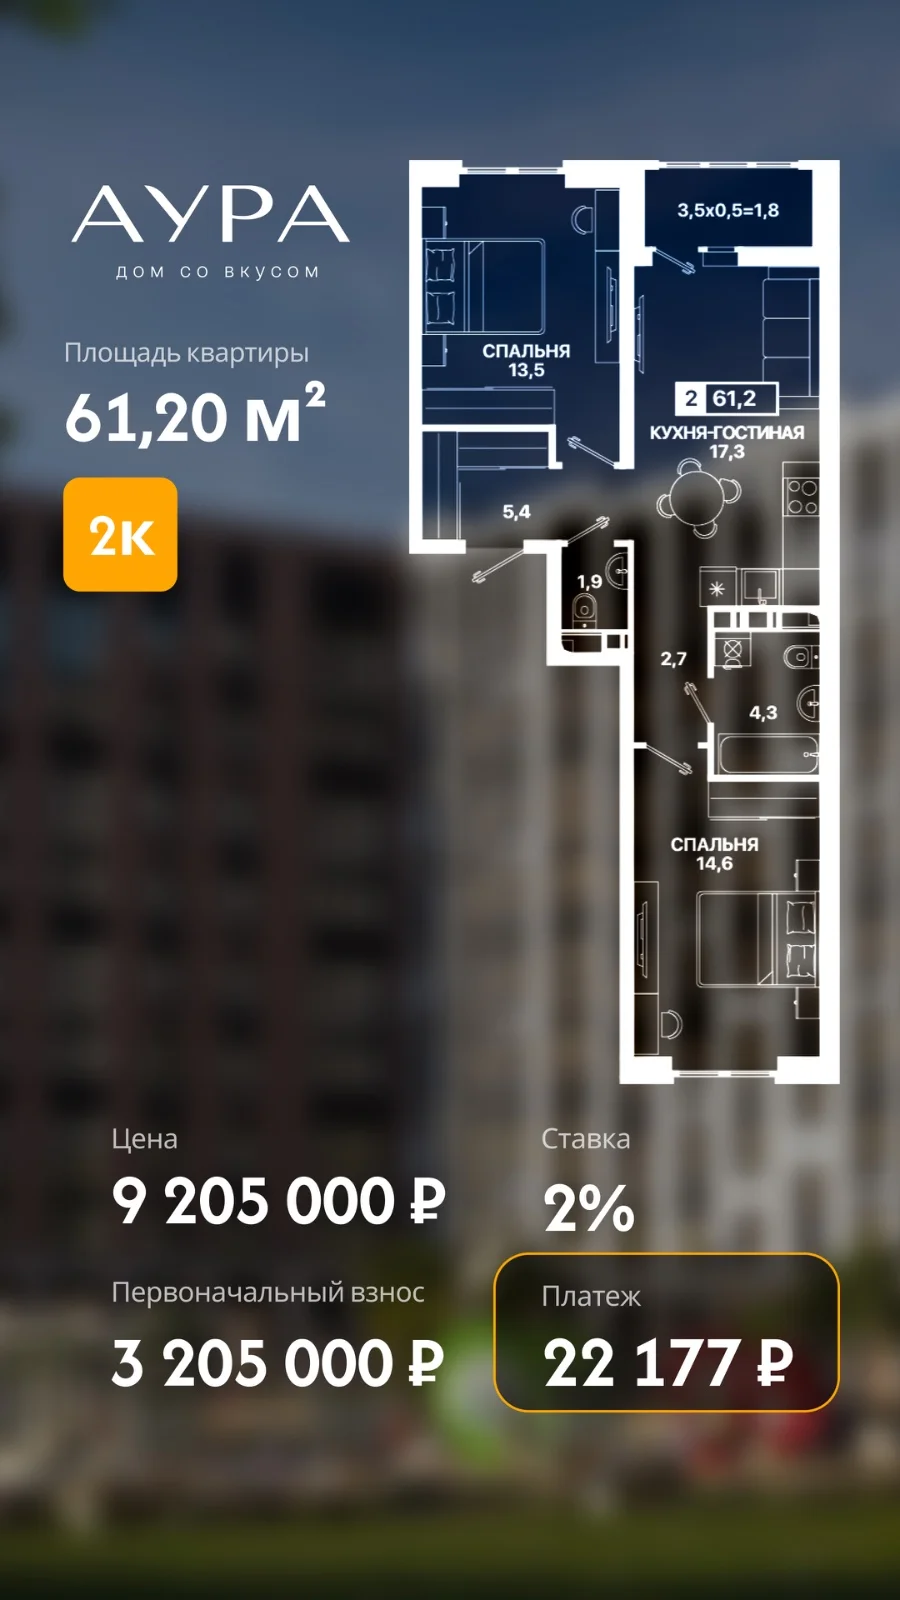 АУРА
ДОМ СО ВКУСОМ
Площадь квартиры
61,20 м²
2к
3,5х0,5=1,8
СПАЛЬНЯ
13,5
2 61,2
КУХНЯ-ГОСТИНАЯ
17,3
5,4
1,9
2,7
4,3
СПАЛЬНЯ
14,6
Цена
9 205 000 ₽
Ставка
2%
Первоначальный взнос
3 205 000 ₽
Платеж
22 177 ₽